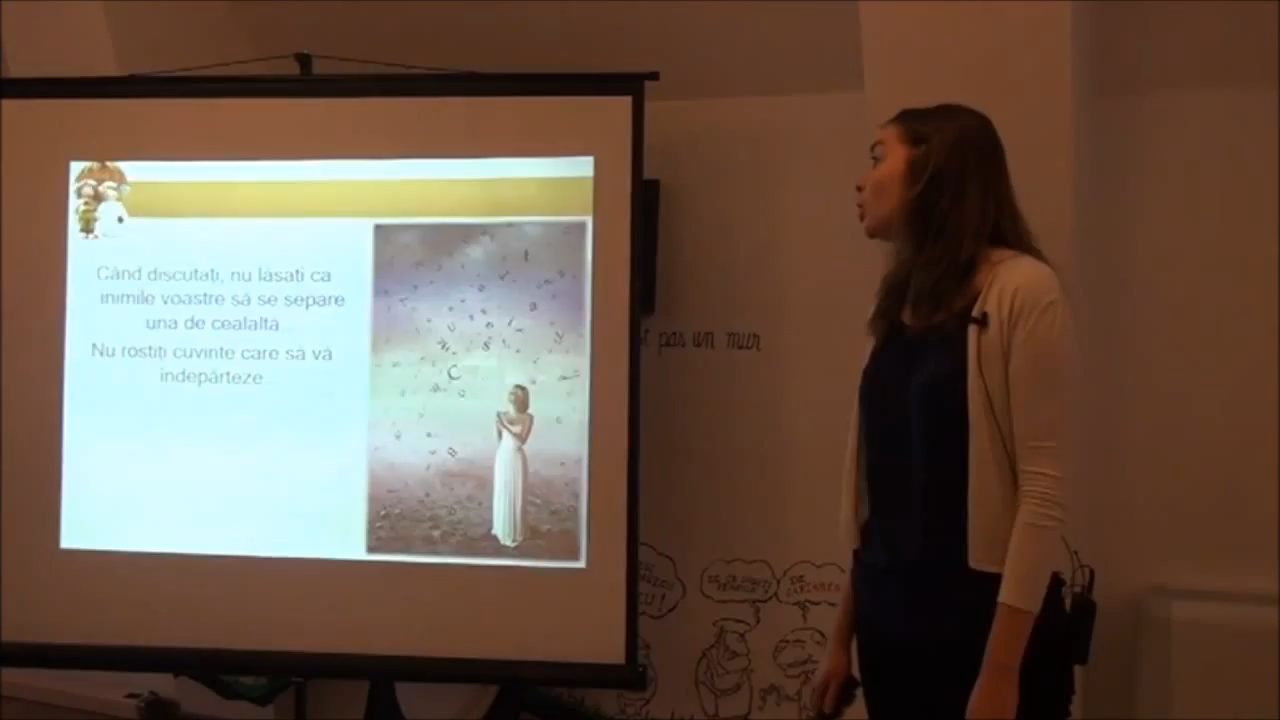 Când discutați, nu lăsați ca
inimile voastre să se separe
una de cealaltă
Nu rostiți cuvinte care să vă
îndepărteze
pas un mur